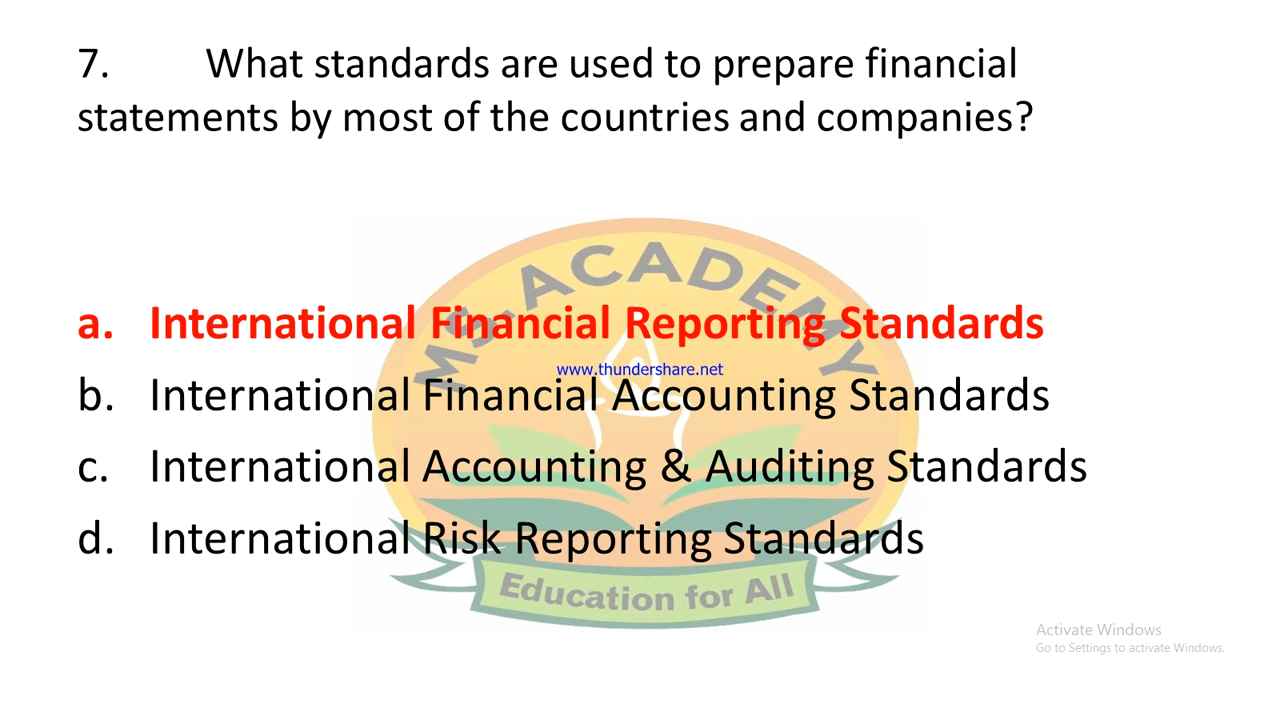 7. What standards are used to prepare financial
statements by most of the countries and companies?
MS. ACADEMY
a. International Financial Reporting Standards
www.thundershare.net
b. International Financial Accounting Standards
c. International Accounting & Auditing Standards
d. International Risk Reporting Standards
Education for All
Activate Windows
Go to Settings to activate Windows.